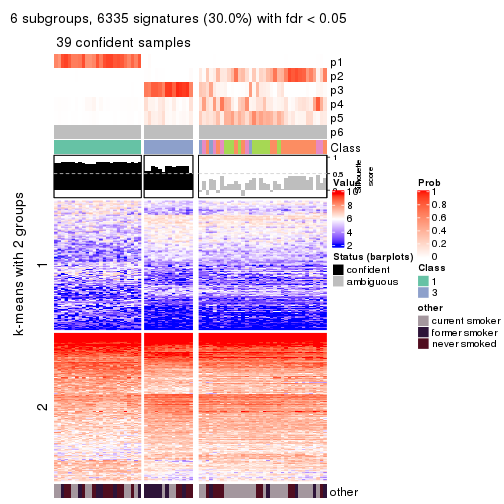 6 subgroups, 6335 signatures (30.0%) with fdr < 0.05
39 confident samples
p1
p2
p3
p4
p5
p6
Class
1
0.5
0
Silhouette
score
k-means with 2 groups
1
2
Value
10
8
6
4
2
Status (barplots)
confident
ambiguous
Prob
1
0.8
0.6
0.4
0.2
0
Class
1
3
other
current smoker
former smoker
never smoked
other